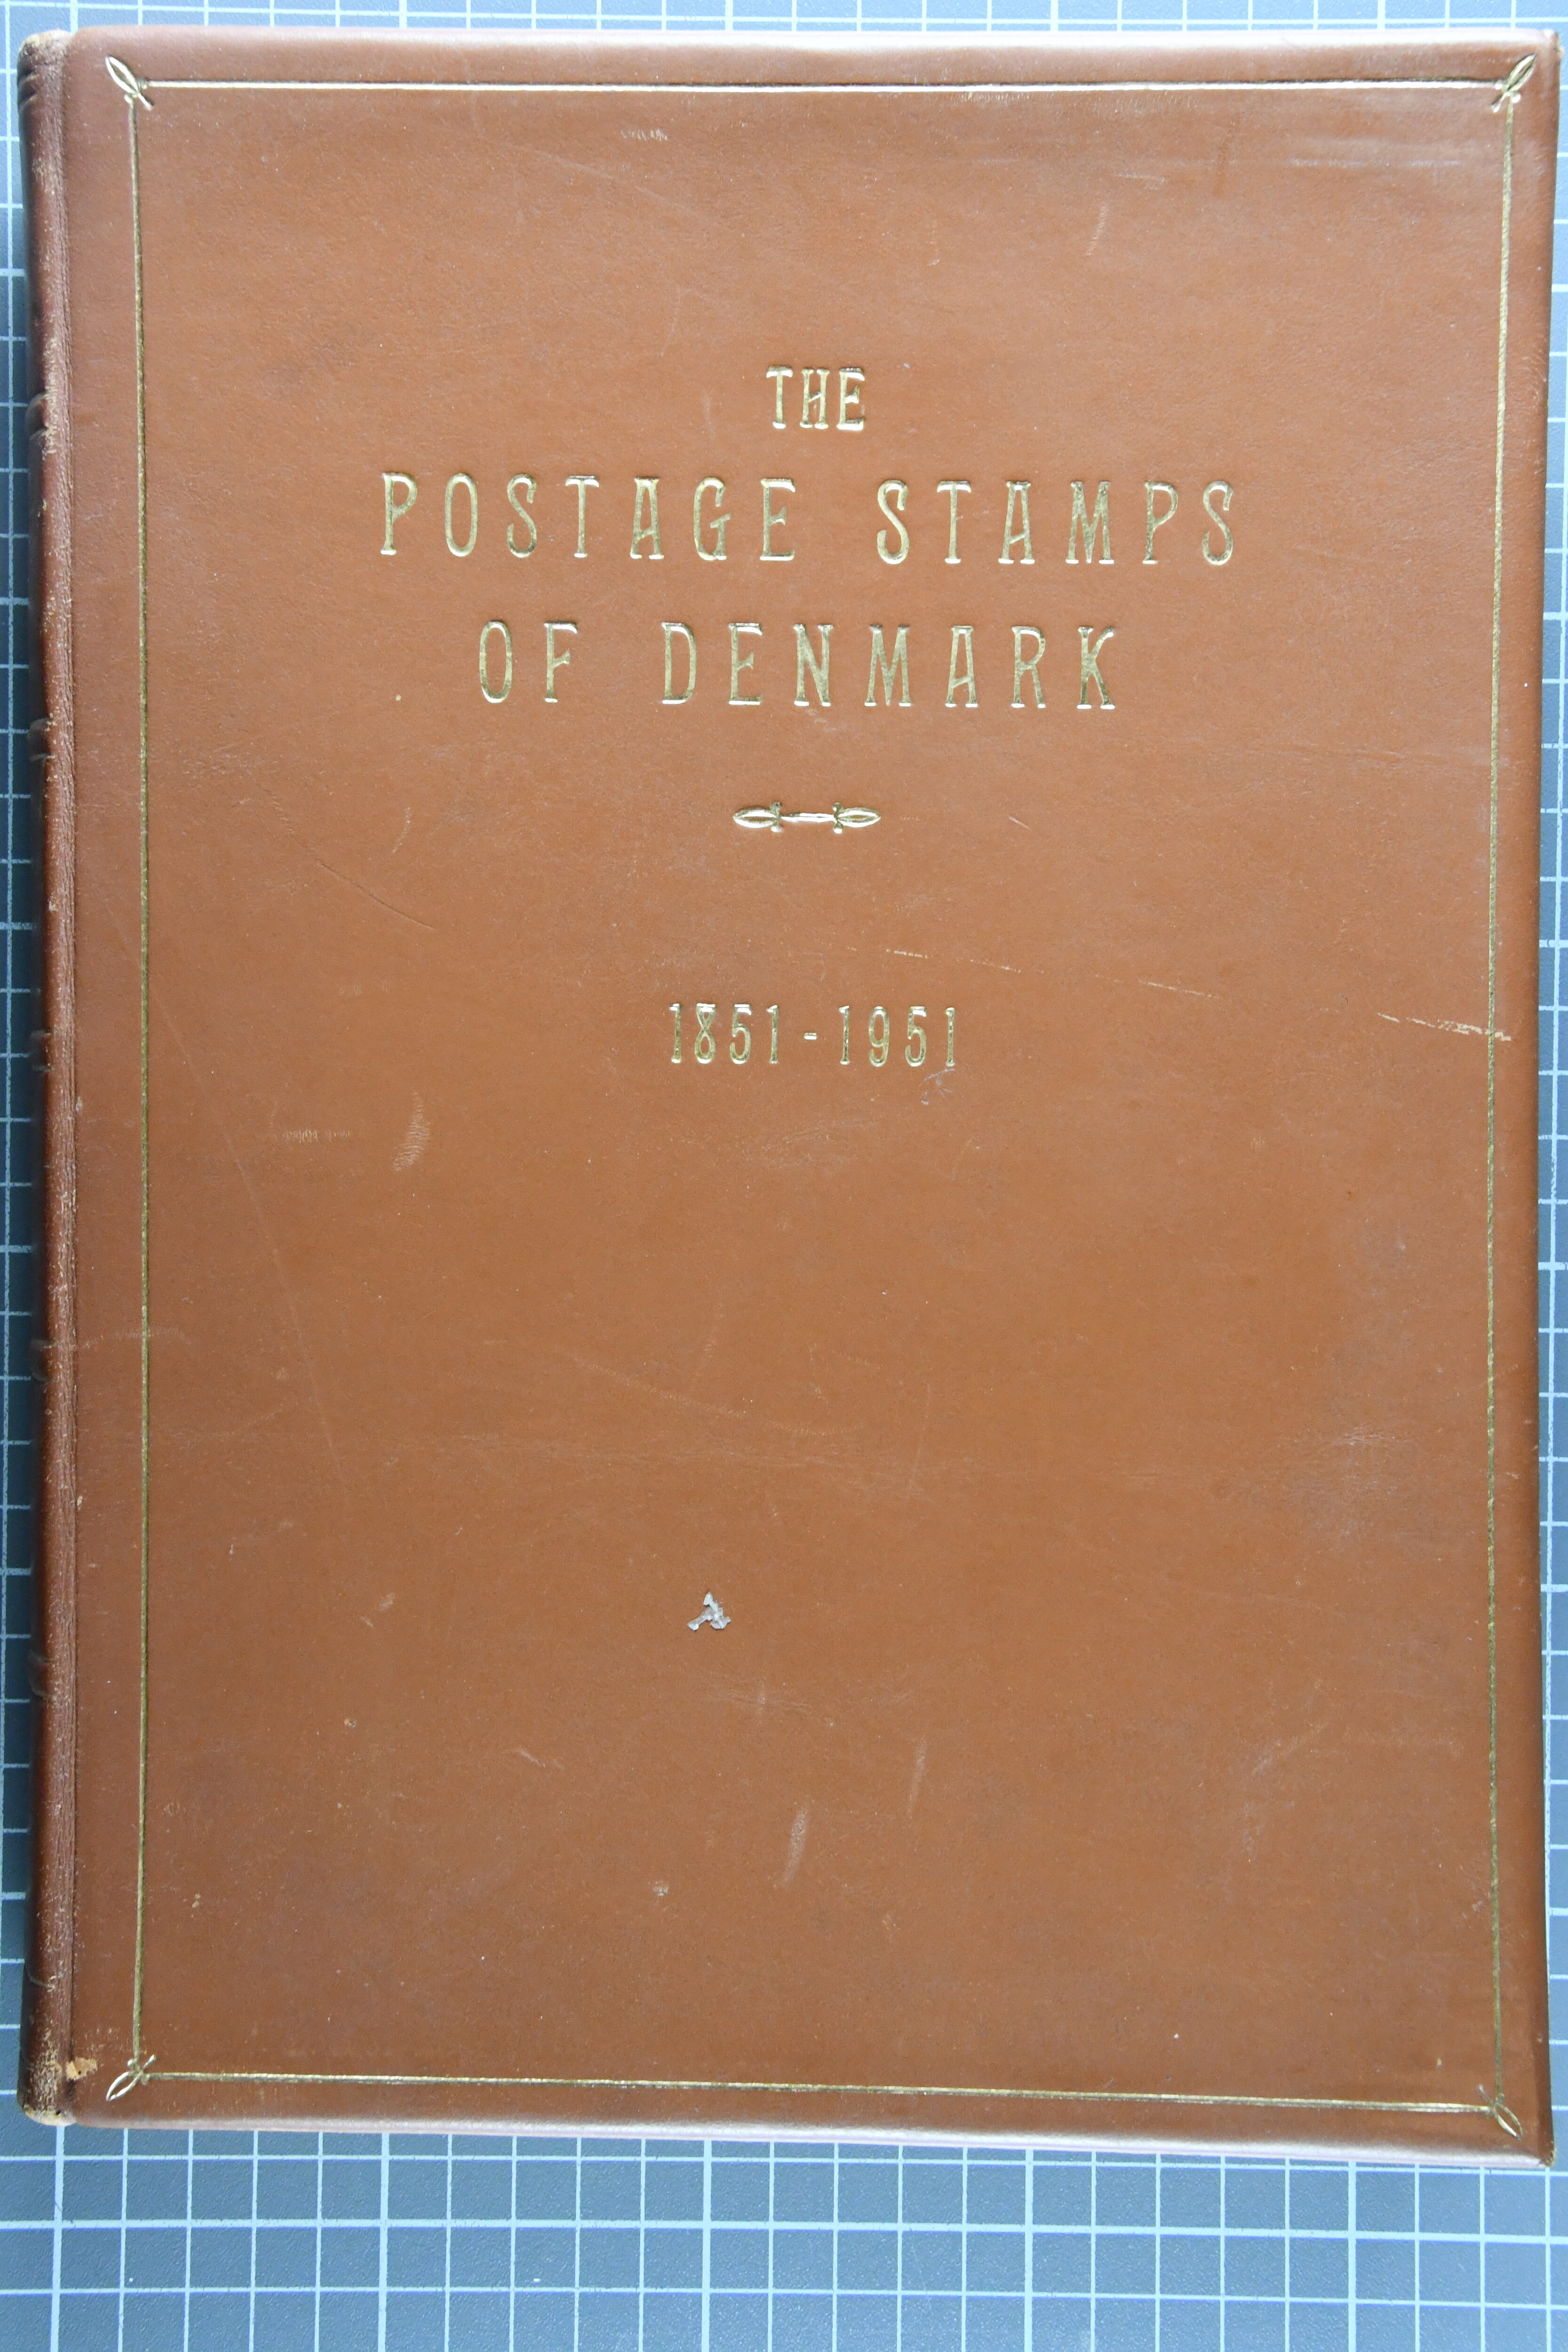 THE
POSTAGE STAMPS
OF DENMARK
1851-1951